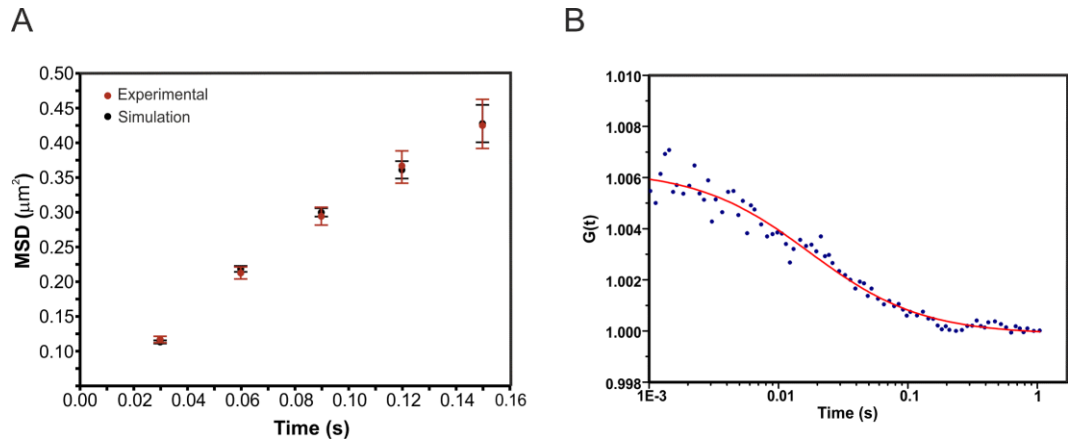 A
B
0.50
0.45
0.40
0.35
0.30
0.25
0.20
0.15
0.10
MSD (μm²)
Experimental
Simulation
0.00 0.02 0.04 0.06 0.08 0.10 0.12 0.14 0.16
Time (s)
1.010
1.008
1.006
1.004
1.002
1.000
0.998
G(t)
1E-3 0.01 0.1 1
Time (s)